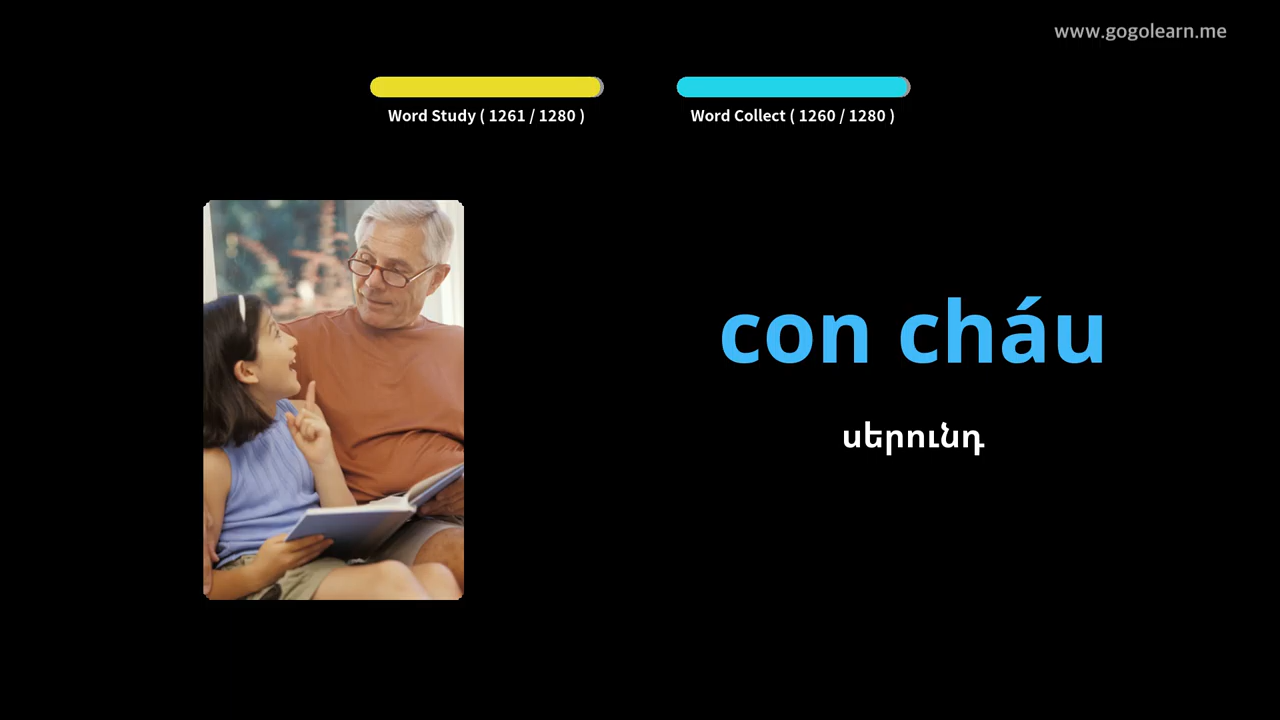 www.gogolearn.me
Word Study ( 1261 / 1280 )
Word Collect ( 1260 / 1280 )
con cháu
սերունդ